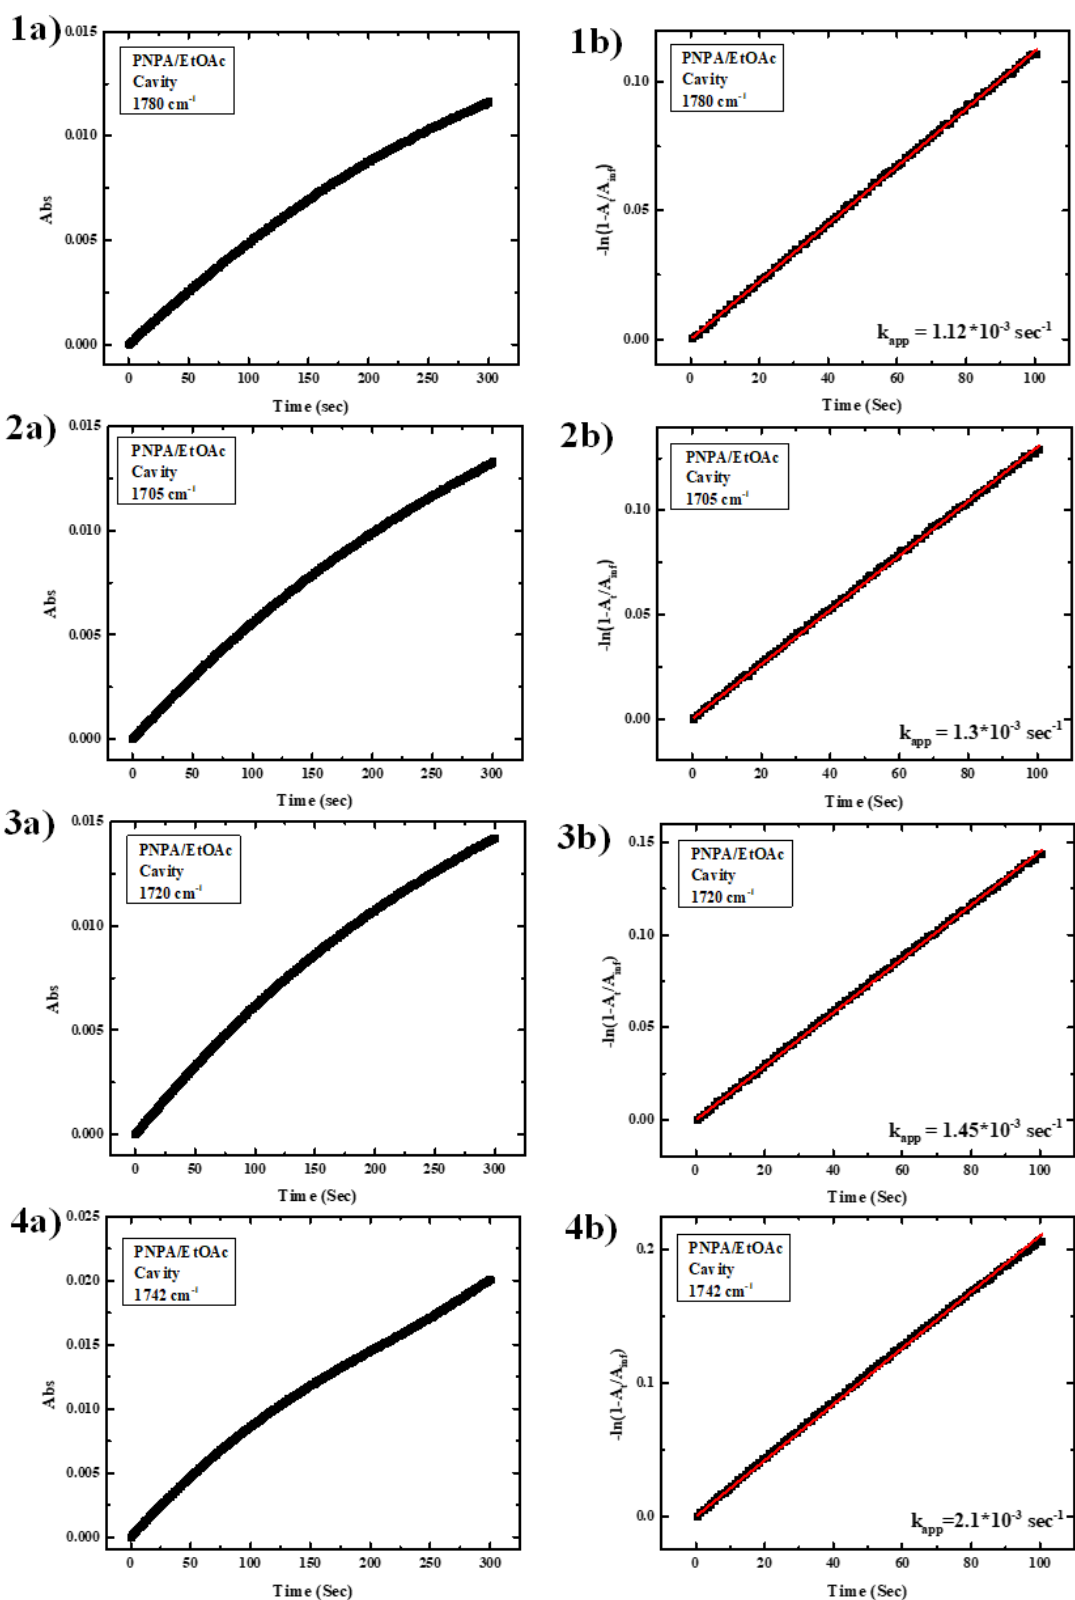 1a)
0.015
0.010
0.005
0.000
Abs
PNPA/EtOAc
Cavity
1780 cm⁻¹
0 50 100 150 200 250 300
Time (sec)
1b)
0.10
0.05
0.00
-ln(1-Aₜ/A_inf)
PNPA/EtOAc
Cavity
1780 cm⁻¹
k_app = 1.12*10⁻³ sec⁻¹
0 20 40 60 80 100
Time (Sec)
2a)
0.015
0.010
0.005
0.000
Abs
PNPA/EtOAc
Cavity
1705 cm⁻¹
0 50 100 150 200 250 300
Time (sec)
2b)
0.10
0.05
0.00
-ln(1-Aₜ/A_inf)
PNPA/EtOAc
Cavity
1705 cm⁻¹
k_app = 1.3*10⁻³ sec⁻¹
0 20 40 60 80 100
Time (Sec)
3a)
0.015
0.010
0.005
0.000
Abs
PNPA/EtOAc
Cavity
1720 cm⁻¹
0 50 100 150 200 250 300
Time (Sec)
3b)
0.15
0.10
0.05
0.00
-ln(1-Aₜ/A_inf)
PNPA/EtOAc
Cavity
1720 cm⁻¹
k_app = 1.45*10⁻³ sec⁻¹
0 20 40 60 80 100
Time (Sec)
4a)
0.025
0.020
0.015
0.010
0.005
0.000
Abs
PNPA/EtOAc
Cavity
1742 cm⁻¹
0 50 100 150 200 250 300
Time (Sec)
4b)
0.2
0.1
0.0
-ln(1-Aₜ/A_inf)
PNPA/EtOAc
Cavity
1742 cm⁻¹
k_app=2.1*10⁻³ sec⁻¹
0 20 40 60 80 100
Time (Sec)